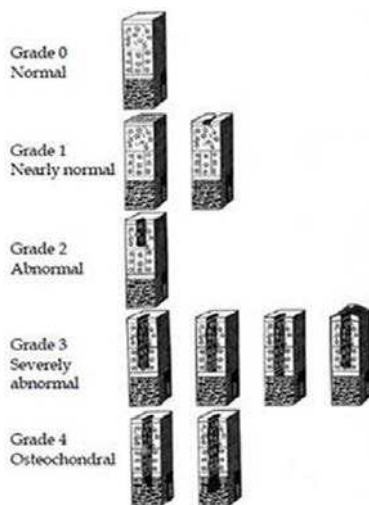 Grade 0
Normal
Grade 1
Nearly normal
Grade 2
Abnormal
Grade 3
Severely
abnormal
Grade 4
Osteochondral